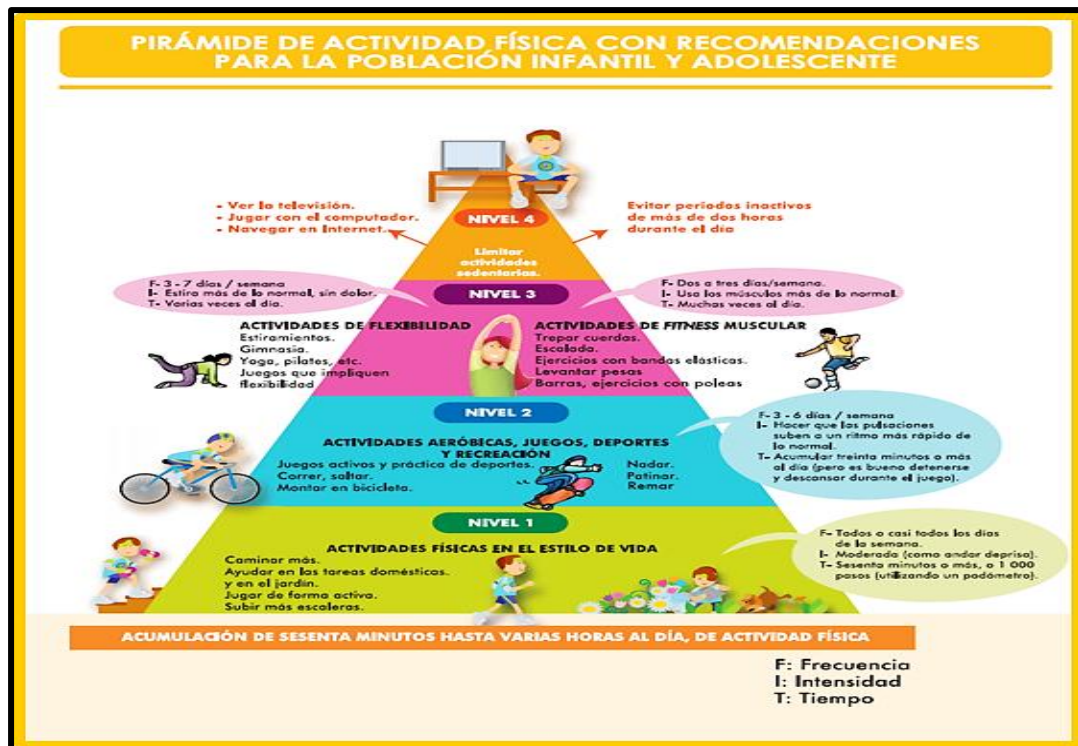 PIRÁMIDE DE ACTIVIDAD FÍSICA CON RECOMENDACIONES
PARA LA POBLACIÓN INFANTIL Y ADOLESCENTE
- Ver la televisión.
- Jugar con el computador.
- Navegar en Internet.
NIVEL 4
Limitar
actividades
sedentarias.
Evitar periodos inactivos
de más de dos horas
durante el día
F- 3 - 7 días / semana
I- Estira más de lo normal, sin dolor.
T- Varias veces al día.
NIVEL 3
F- Dos a tres días/semana.
I- Usa los músculos más de lo normal.
T- Muchas veces al día.
ACTIVIDADES DE FLEXIBILIDAD
Estiramientos.
Gimnasia.
Yoga, pilates, etc.
Juegos que impliquen
flexibilidad
ACTIVIDADES DE FITNESS MUSCULAR
Trepar cuerdas.
Escalada.
Ejercicios con bandas elásticas.
Levantar pesas
Barras, ejercicios con poleas
NIVEL 2
ACTIVIDADES AERÓBICAS, JUEGOS, DEPORTES
Y RECREACIÓN
Juegos activos y práctica de deportes.
Correr, saltar.
Montar en bicicleta.
Nadar.
Patinar.
Remar
F- 3 - 6 días / semana
I- Hacer que las pulsaciones
suben a un ritmo más rápido de
lo normal.
T- Acumular treinta minutos o más
al día (pero es bueno detenerse
y descansar durante el juego).
NIVEL 1
ACTIVIDADES FÍSICAS EN EL ESTILO DE VIDA
Caminar más.
Ayudar en las tareas domésticas.
y en el jardín.
Jugar de forma activa.
Subir más escaleras.
F- Todos o casi todos los días
de la semana.
I- Moderada (como andar deprisa).
T- Sesenta minutos o más, o 1 000
pasos (utilizando un podómetro).
ACUMULACIÓN DE SESENTA MINUTOS HASTA VARIAS HORAS AL DÍA, DE ACTIVIDAD FÍSICA
F: Frecuencia
I: Intensidad
T: Tiempo